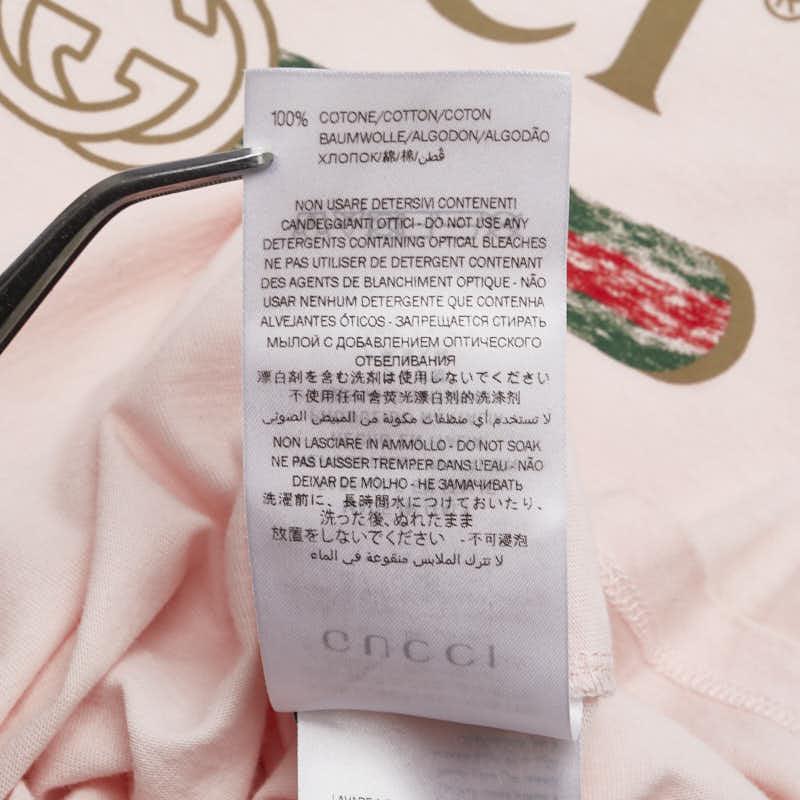 100% COTONE/COTTON/COTON
BAUMWOLLE/ALGODON/ALGODÃO
ХЛОПОК/綿/棉/قُطن
NON USARE DETERSIVI CONTENENTI
CANDEGGIANTI OTTICI - DO NOT USE ANY
DETERGENTS CONTAINING OPTICAL BLEACHES
NE PAS UTILISER DE DETERGENT CONTENANT
DES AGENTS DE BLANCHIMENT OPTIQUE - NÃO
USAR NENHUM DETERGENTE QUE CONTENHA
ALVEJANTES ÓTICOS - ЗАПРЕЩАЕТСЯ СТИРАТЬ
МЫЛОЙ С ДОБАВЛЕНИЕМ ОПТИЧЕСКОГО
ОТБЕЛИВАНИЯ
漂白剤を含む洗剤は使用しないでください
不使用任何含荧光漂白剂的洗涤剂
لا تستخدم أي منظفات مكونة من المبيض الصوئي
NON LASCIARE IN AMMOLLO - DO NOT SOAK
NE PAS LAISSER TREMPER DANS L'EAU - NÃO
DEIXAR DE MOLHO - НЕ ЗАМАЧИВАТЬ
洗濯前に、長時間水につけておいたり、
洗った後、ぬれたまま
放置をしないでください - 不可浸泡
لا تترك الملابس منقوعة في الماء
GUCCI